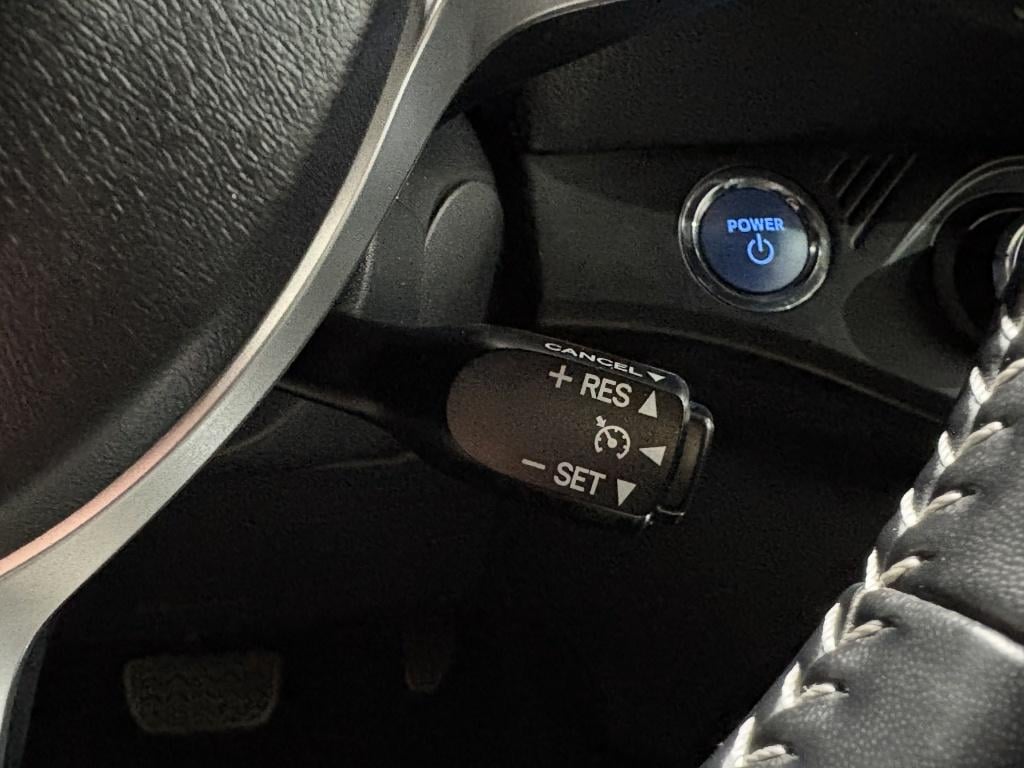 POWER
CANCEL▼
+ RES ▲
◀
− SET ▼